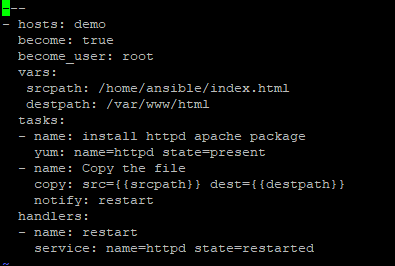 ---
- hosts: demo
  become: true
  become_user: root
  vars:
   srcpath: /home/ansible/index.html
   destpath: /var/www/html
  tasks:
  - name: install httpd apache package
    yum: name=httpd state=present
  - name: Copy the file
    copy: src={{srcpath}} dest={{destpath}}
    notify: restart
  handlers:
  - name: restart
    service: name=httpd state=restarted
~